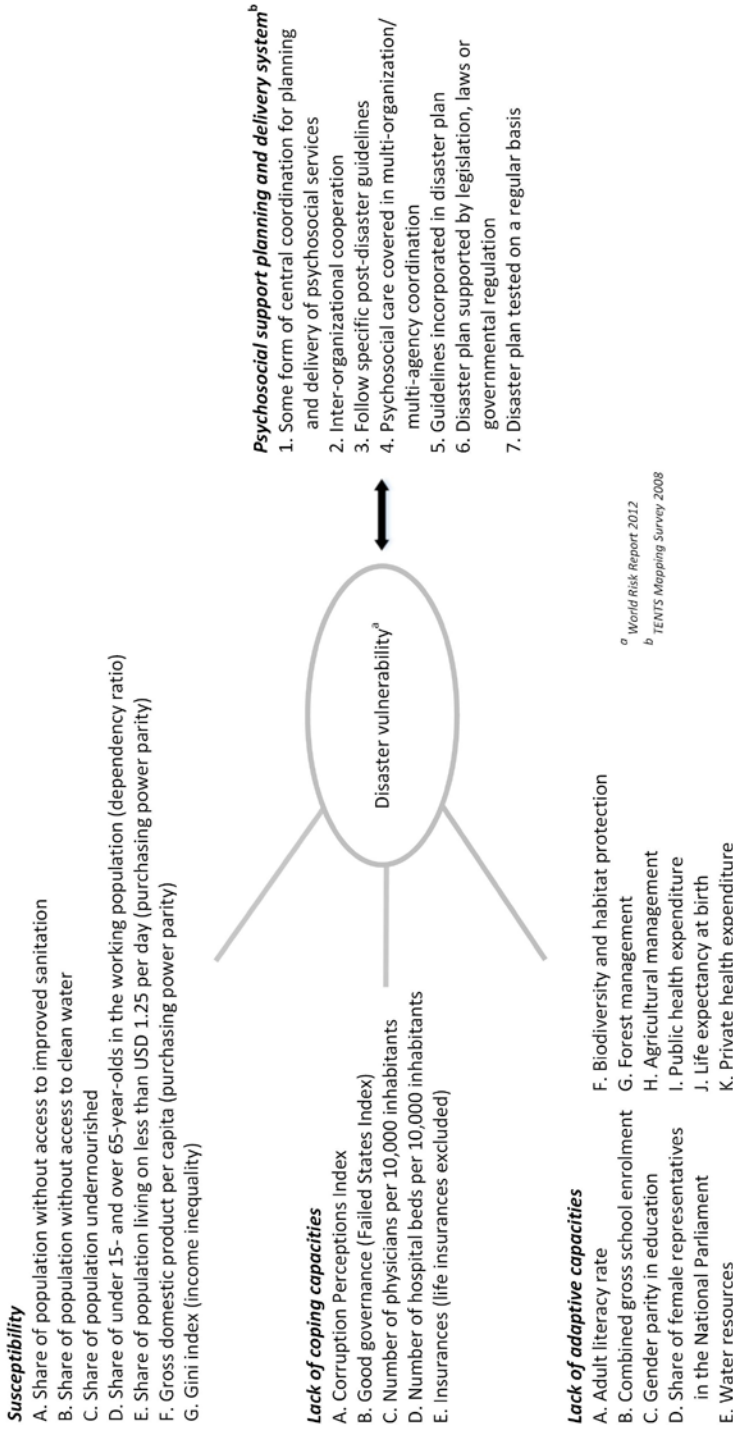 Susceptibility
A. Share of population without access to improved sanitation
B. Share of population without access to clean water
C. Share of population undernourished
D. Share of under 15- and over 65-year-olds in the working population (dependency ratio)
E. Share of population living on less than USD 1.25 per day (purchasing power parity)
F. Gross domestic product per capita (purchasing power parity)
G. Gini index (income inequality)
Lack of coping capacities
A. Corruption Perceptions Index
B. Good governance (Failed States Index)
C. Number of physicians per 10,000 inhabitants
D. Number of hospital beds per 10,000 inhabitants
E. Insurances (life insurances excluded)
Lack of adaptive capacities
A. Adult literacy rate
B. Combined gross school enrolment
C. Gender parity in education
D. Share of female representatives
in the National Parliament
E. Water resources
F. Biodiversity and habitat protection
G. Forest management
H. Agricultural management
I. Public health expenditure
J. Life expectancy at birth
K. Private health expenditure
Disaster vulnerability a
Psychosocial support planning and delivery system b
1. Some form of central coordination for planning
and delivery of psychosocial services
2. Inter-organizational cooperation
3. Follow specific post-disaster guidelines
4. Psychosocial care covered in multi-organization/
multi-agency coordination
5. Guidelines incorporated in disaster plan
6. Disaster plan supported by legislation, laws or
governmental regulation
7. Disaster plan tested on a regular basis
a World Risk Report 2012
b TENTS Mapping Survey 2008